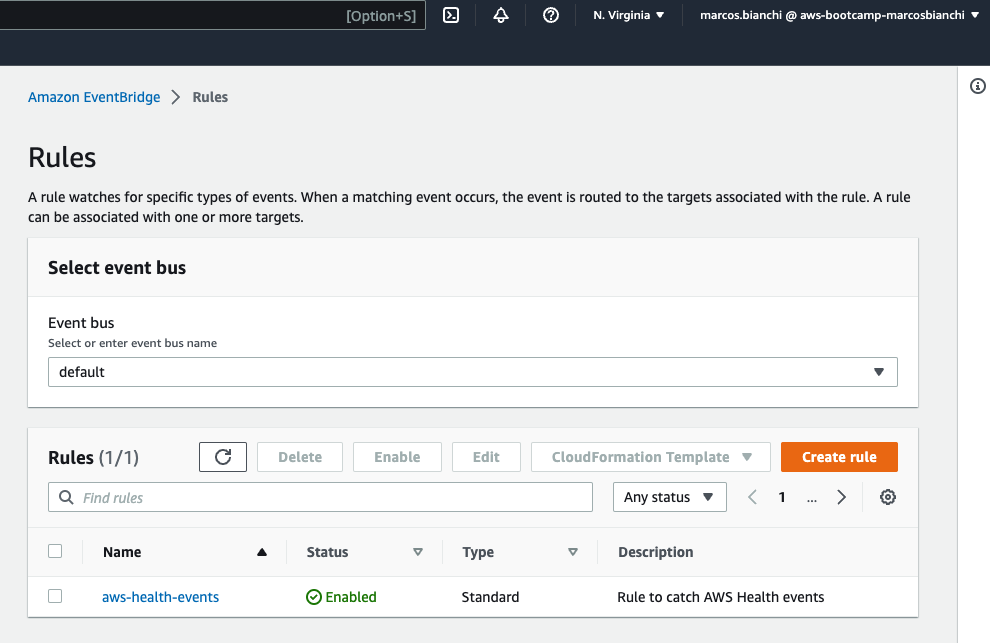 [Option+S]
N. Virginia
marcos.bianchi @ aws-bootcamp-marcosbianchi
Amazon EventBridge
Rules
Rules
A rule watches for specific types of events. When a matching event occurs, the event is routed to the targets associated with the rule. A rule
can be associated with one or more targets.
Select event bus
Event bus
Select or enter event bus name
default
Rules (1/1)
Delete
Enable
Edit
CloudFormation Template
Create rule
Find rules
Any status
1
...
Name
Status
Type
Description
aws-health-events
Enabled
Standard
Rule to catch AWS Health events